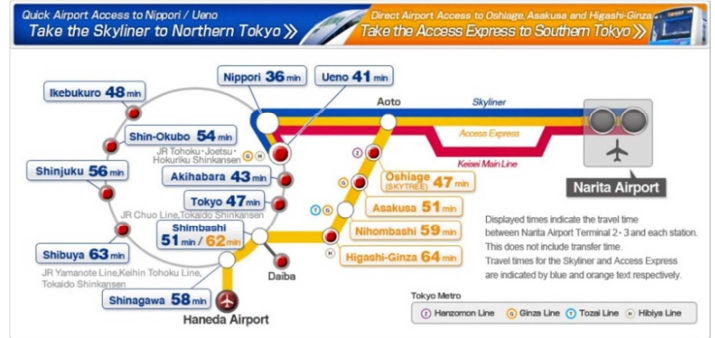 Quick Airport Access to Nippori / Ueno
Take the Skyliner to Northern Tokyo
Direct Airport Access to Oshiage, Asakusa and Higashi-Ginza
Take the Access Express to Southern Tokyo
Nippori 36 min
Ueno 41 min
Ikebukuro 48 min
Aoto
Skyliner
Shin-Okubo 54 min
Access Express
JR Tohoku・Joetsu・
Hokuriku Shinkansen G H
Keisei Main Line
Shinjuku 56 min
Akihabara 43 min
Z
Oshiage 47 min
(SKYTREE)
Narita Airport
Tokyo 47 min
G
Asakusa 51 min
JR Chuo Line,Tokaido Shinkansen
T G
Shimbashi
51 min / 62 min
Nihombashi 59 min
Shibuya 63 min
H
Higashi-Ginza 64 min
JR Yamanote Line,Keihin Tohoku Line,
Tokaido Shinkansen
Daiba
Shinagawa 58 min
Haneda Airport
Displayed times indicate the travel time
between Narita Airport Terminal 2・3 and each station.
This does not include transfer time.
Travel times for the Skyliner and Access Express
are indicated by blue and orange text respectively.
Tokyo Metro
Z Hanzomon Line G Ginza Line T Tozai Line H Hibiya Line